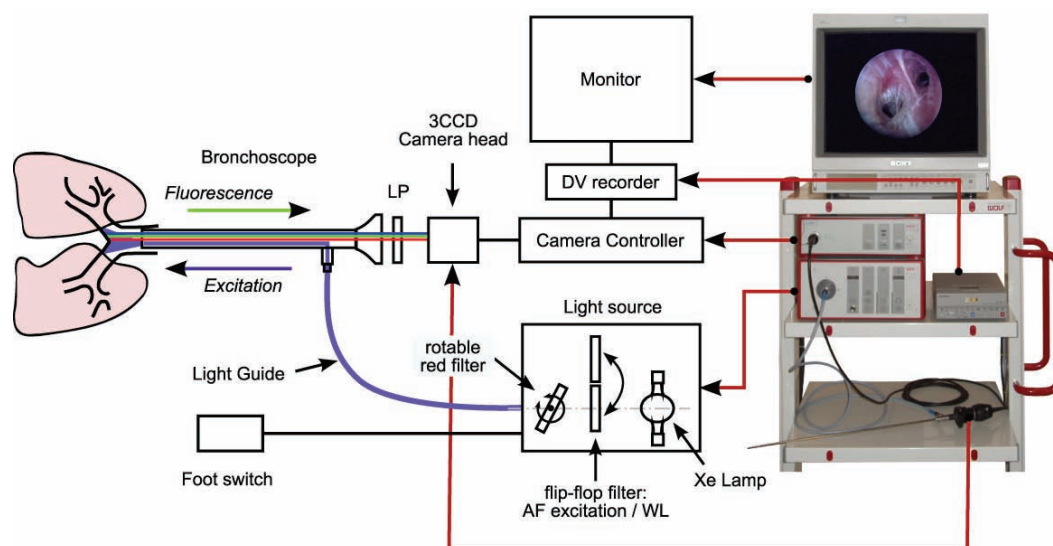 Monitor
3CCD
Camera head
Bronchoscope
Fluorescence
LP
DV recorder
Camera Controller
Excitation
Light source
rotable
red filter
Light Guide
Foot switch
Xe Lamp
flip-flop filter:
AF excitation / WL
SONY
WOLF